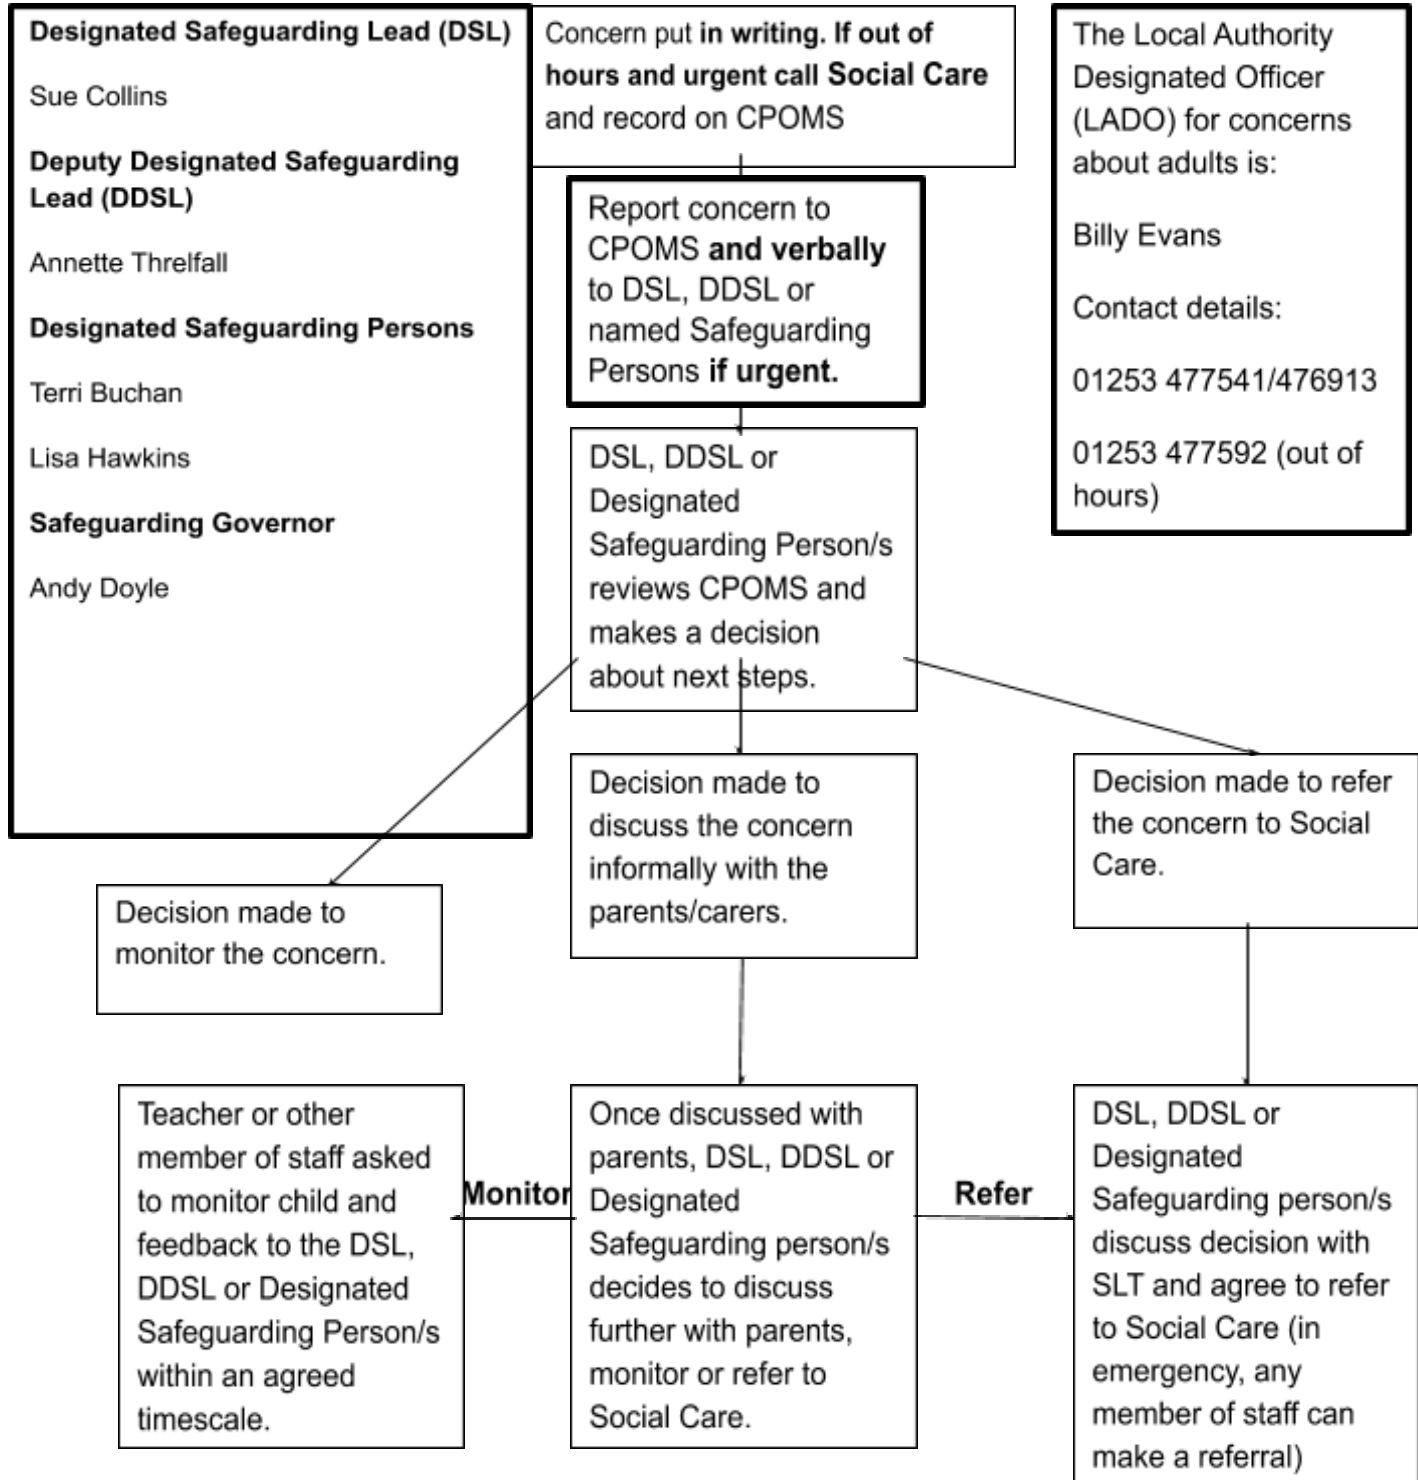 Designated Safeguarding Lead (DSL)
Sue Collins
Deputy Designated Safeguarding
Lead (DDSL)
Annette Threlfall
Designated Safeguarding Persons
Terri Buchan
Lisa Hawkins
Safeguarding Governor
Andy Doyle
Concern put in writing. If out of
hours and urgent call Social Care
and record on CPOMS
Report concern to
CPOMS and verbally
to DSL, DDSL or
named Safeguarding
Persons if urgent.
The Local Authority
Designated Officer
(LADO) for concerns
about adults is:
Billy Evans
Contact details:
01253 477541/476913
01253 477592 (out of
hours)
DSL, DDSL or
Designated
Safeguarding Person/s
reviews CPOMS and
makes a decision
about next steps.
Decision made to
monitor the concern.
Decision made to
discuss the concern
informally with the
parents/carers.
Decision made to refer
the concern to Social
Care.
Teacher or other
member of staff asked
to monitor child and
feedback to the DSL,
DDSL or Designated
Safeguarding Person/s
within an agreed
timescale.
Monitor
Once discussed with
parents, DSL, DDSL or
Designated
Safeguarding person/s
decides to discuss
further with parents,
monitor or refer to
Social Care.
Refer
DSL, DDSL or
Designated
Safeguarding person/s
discuss decision with
SLT and agree to refer
to Social Care (in
emergency, any
member of staff can
make a referral)